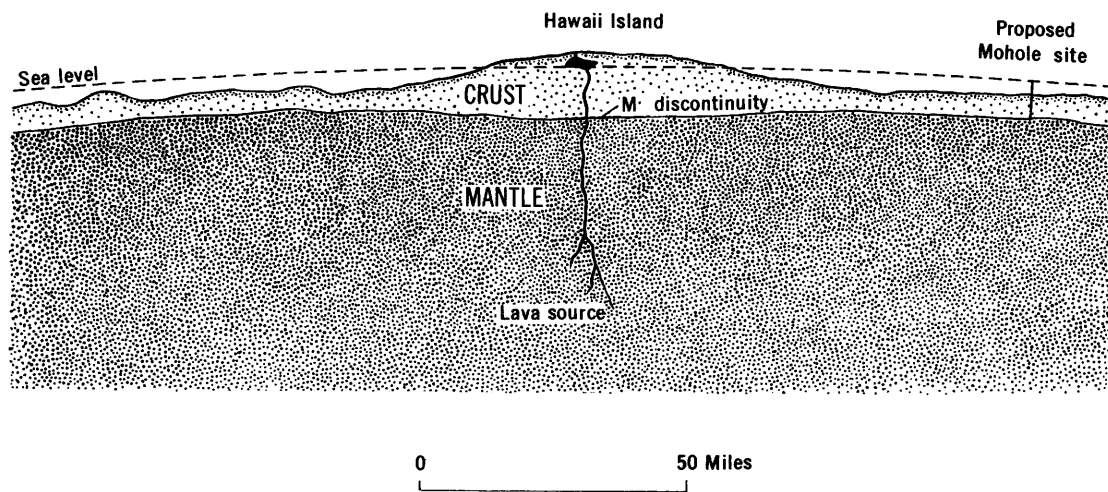 Hawaii Island
Proposed
Mohole site
Sea level
CRUST
M discontinuity
MANTLE
Lava source
0 50 Miles